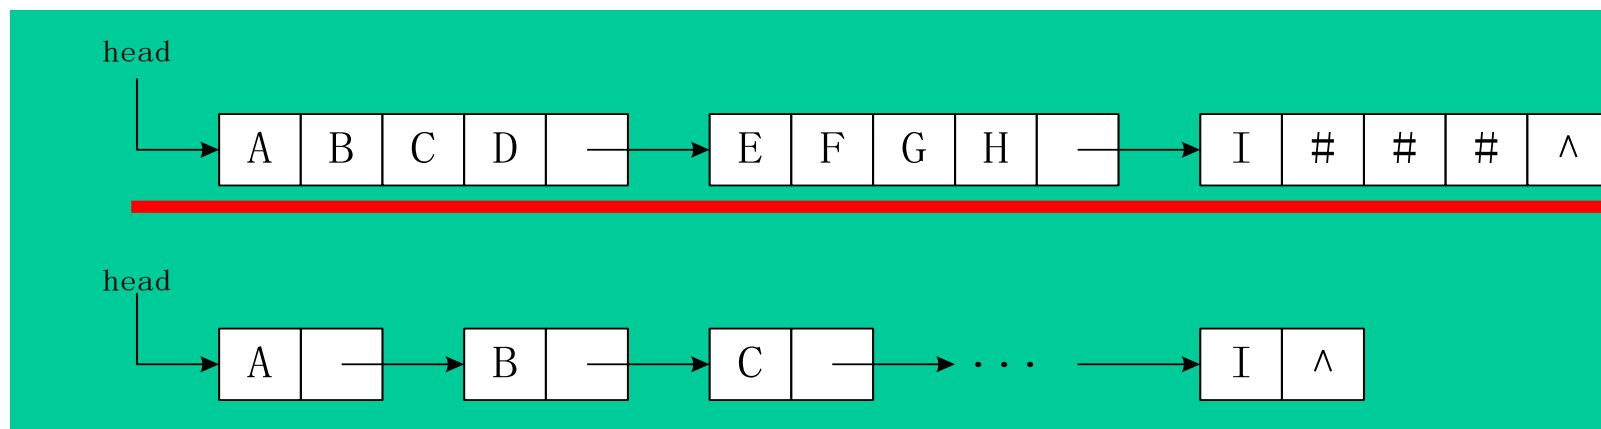 head
A B C D E F G H I # # # ^
head
A B C ... I ^